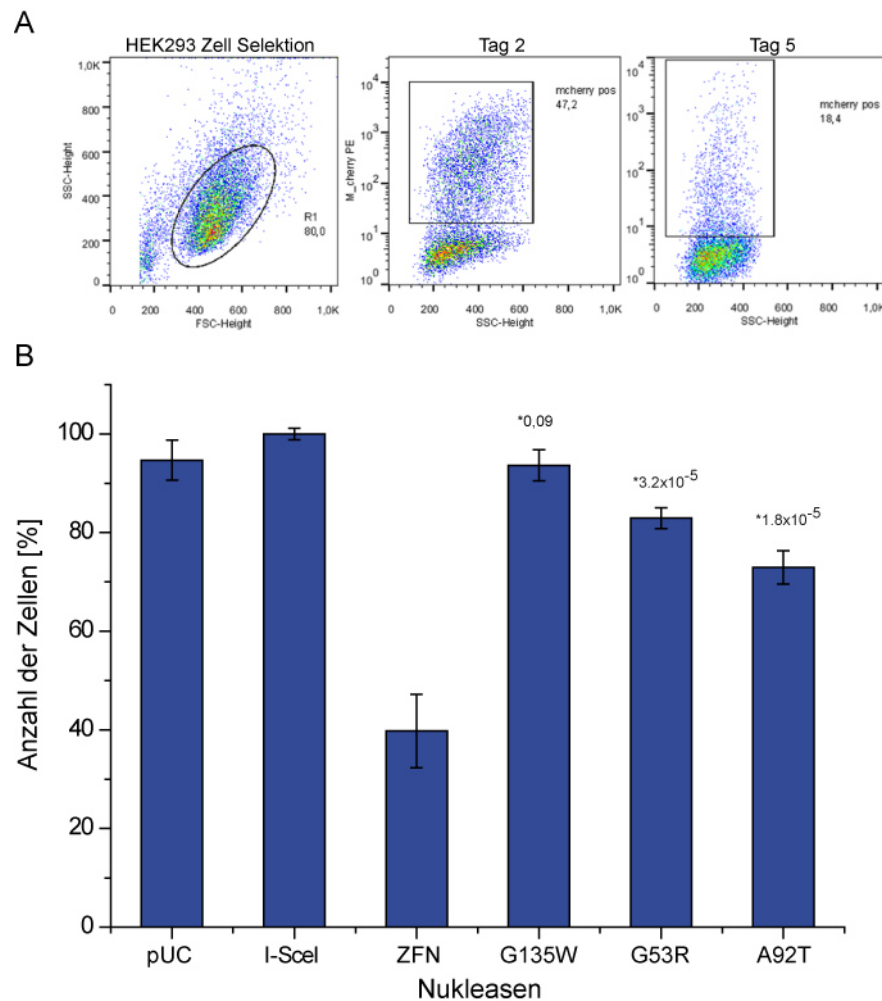 A
HEK293 Zell Selektion
Tag 2
Tag 5
1,0K
800
600
400
200
0
SSC-Height
R1
80,0
0 200 400 600 800 1,0K
FSC-Height
10^4
10^3
10^2
10^1
10^0
M_cherry PE
mcherry pos
47,2
0 200 400 600 800 1,0K
SSC-Height
10^4
10^3
10^2
10^1
10^0
mcherry pos
18,4
0 200 400 600 800 1,0K
SSC-Height
B
Anzahl der Zellen [%]
100
80
60
40
20
0
*0,09
*3.2x10^-5
*1.8x10^-5
pUC I-SceI ZFN G135W G53R A92T
Nukleasen